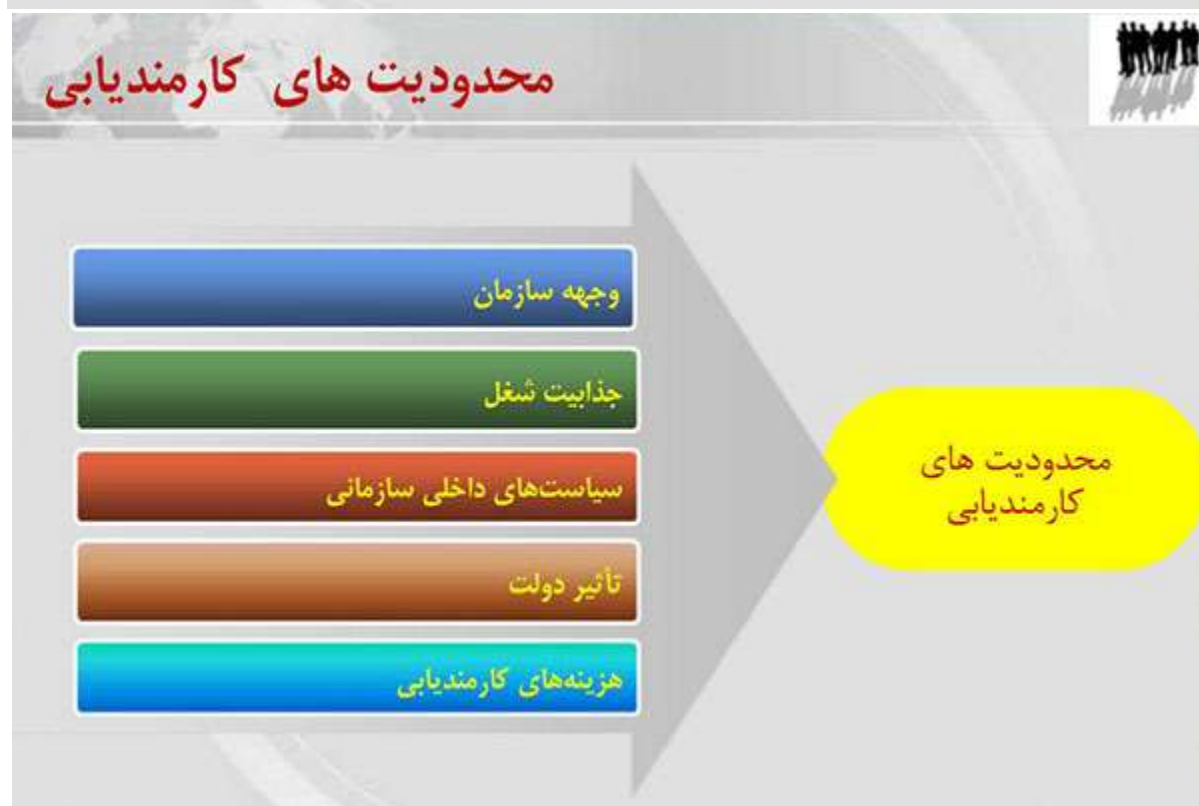 محدودیت های کارمندیابی
وجهه سازمان
جذابیت شغل
سیاست‌های داخلی سازمانی
تأثیر دولت
هزینه‌های کارمندیابی
محدودیت های
کارمندیابی